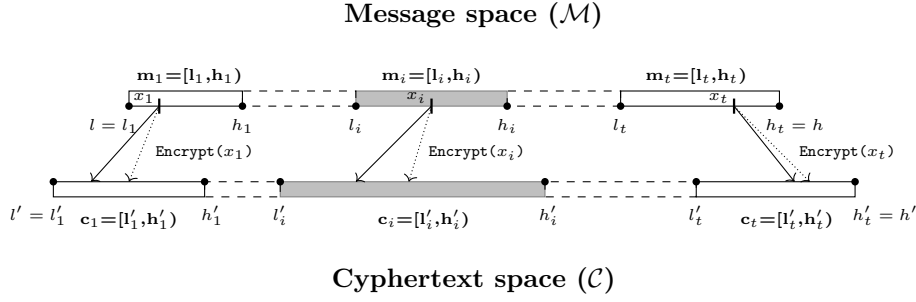 Message space (ℳ)
m₁=[l₁,h₁) mᵢ=[lᵢ,hᵢ) mₜ=[lₜ,hₜ)
x₁ xᵢ xₜ
l = l₁ h₁ lᵢ hᵢ lₜ hₜ = h
Encrypt(x₁) Encrypt(xᵢ) Encrypt(xₜ)
l′ = l′₁ c₁=[l′₁,h′₁) h′₁ l′ᵢ cᵢ=[l′ᵢ,h′ᵢ) h′ᵢ l′ₜ cₜ=[l′ₜ,h′ₜ) h′ₜ = h′
Cyphertext space (𝒞)